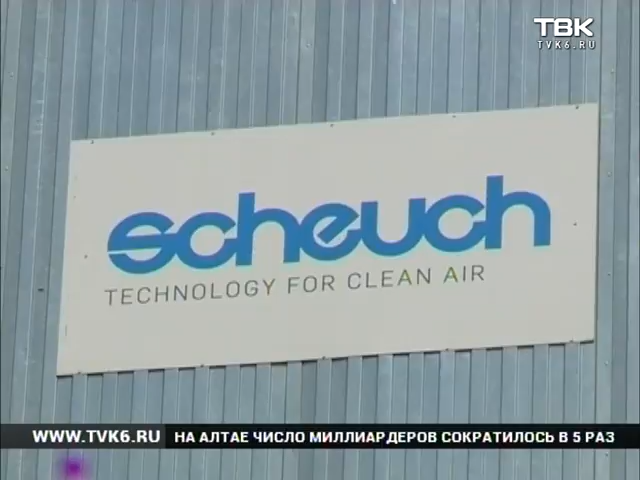 ТВК
TVK6.RU
scheuch
TECHNOLOGY FOR CLEAN AIR
WWW.TVK6.RU НА АЛТАЕ ЧИСЛО МИЛЛИАРДЕРОВ СОКРАТИЛОСЬ В 5 РАЗ